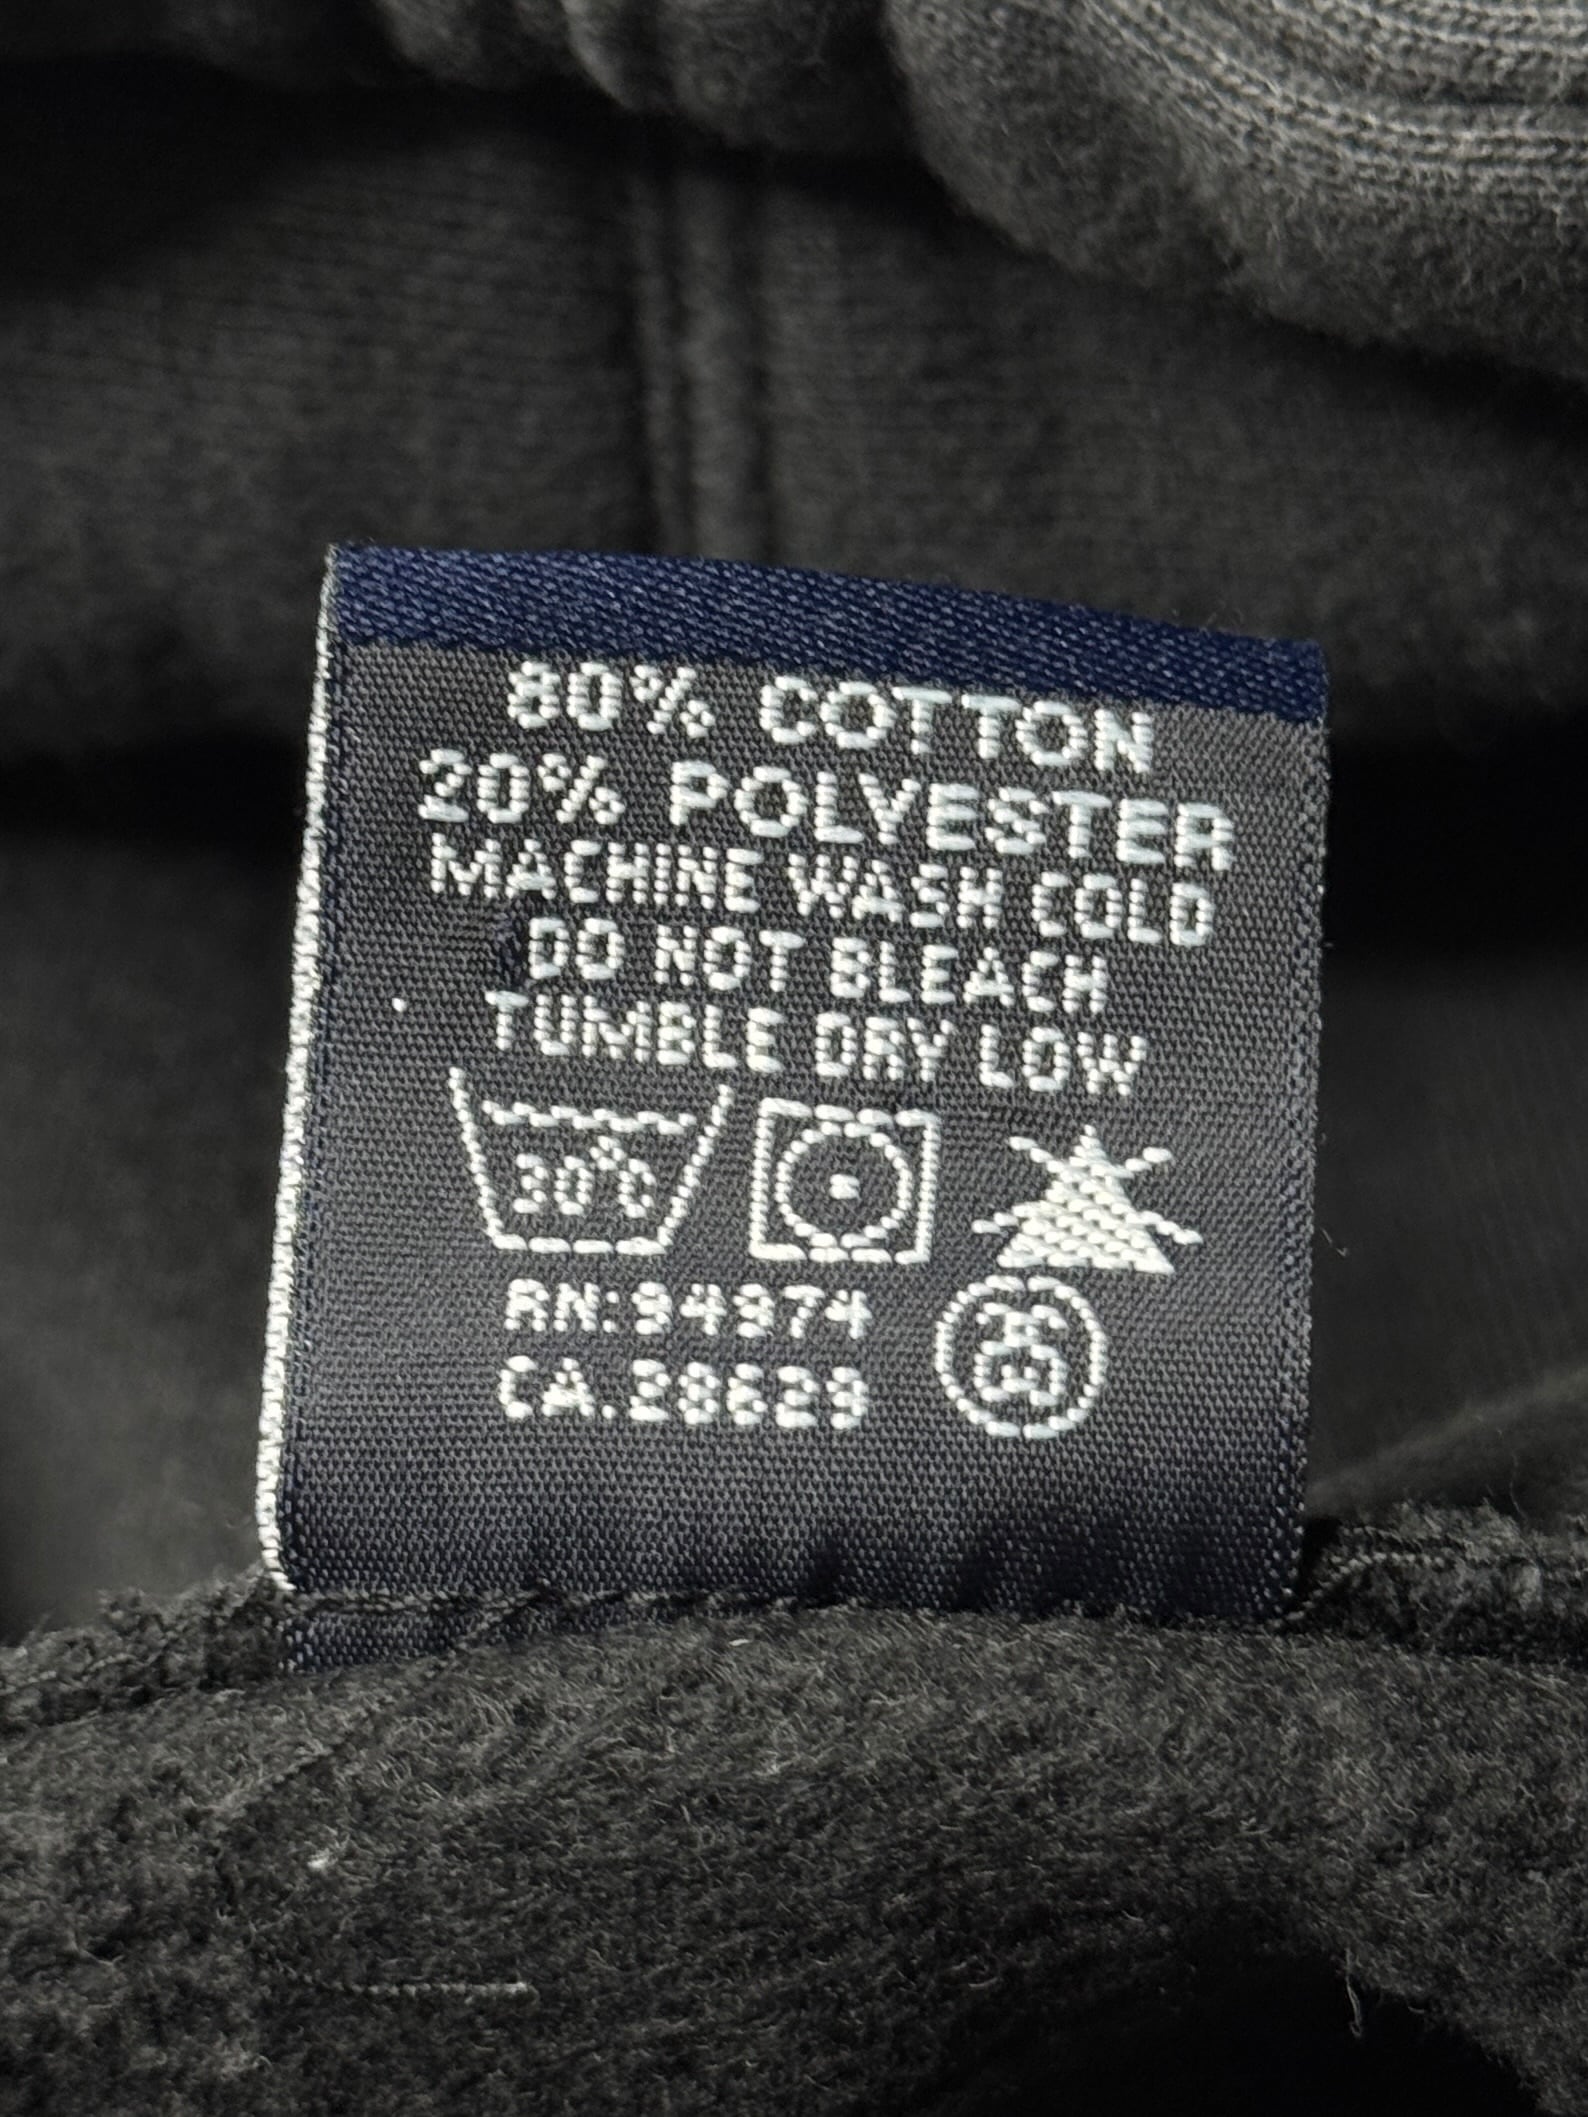 80% COTTON
20% POLYESTER
MACHINE WASH COLD
DO NOT BLEACH
TUMBLE DRY LOW
30°C
RN:94974
CA.28629